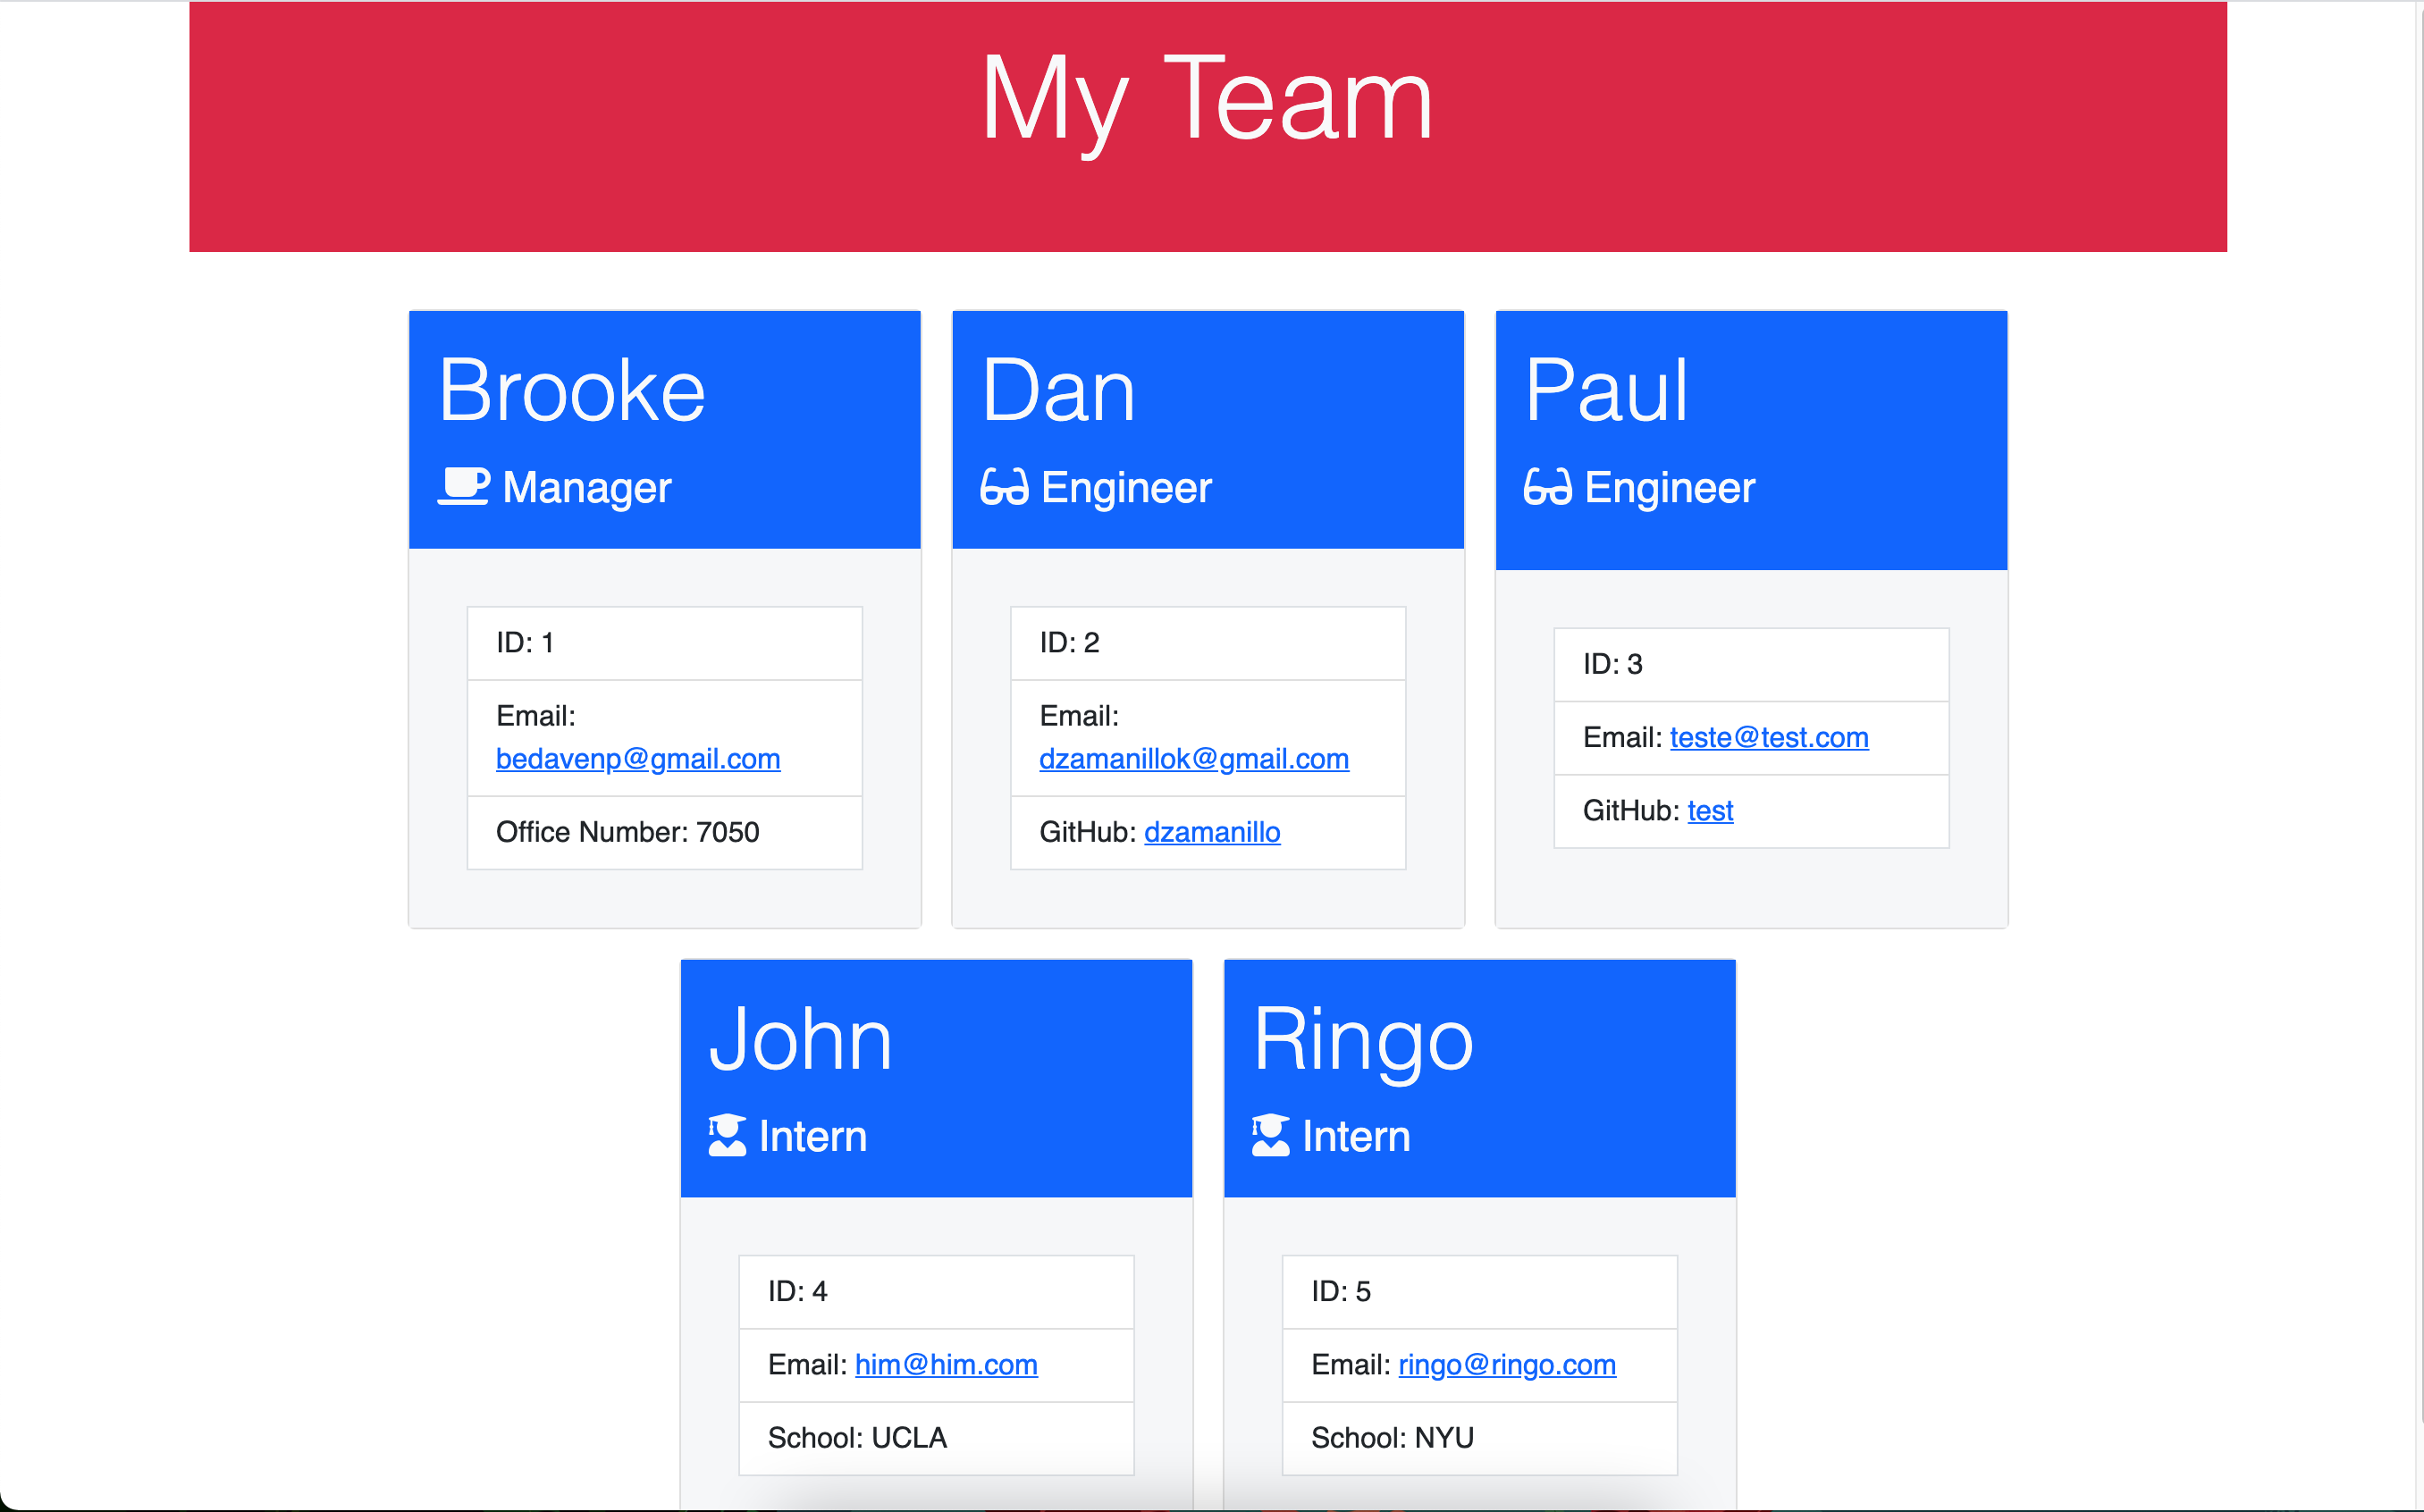 My Team
Brooke
Manager
ID: 1
Email:
bedavenp@gmail.com
Office Number: 7050
Dan
Engineer
ID: 2
Email:
dzamanillok@gmail.com
GitHub: dzamanillo
Paul
Engineer
ID: 3
Email: teste@test.com
GitHub: test
John
Intern
ID: 4
Email: him@him.com
School: UCLA
Ringo
Intern
ID: 5
Email: ringo@ringo.com
School: NYU